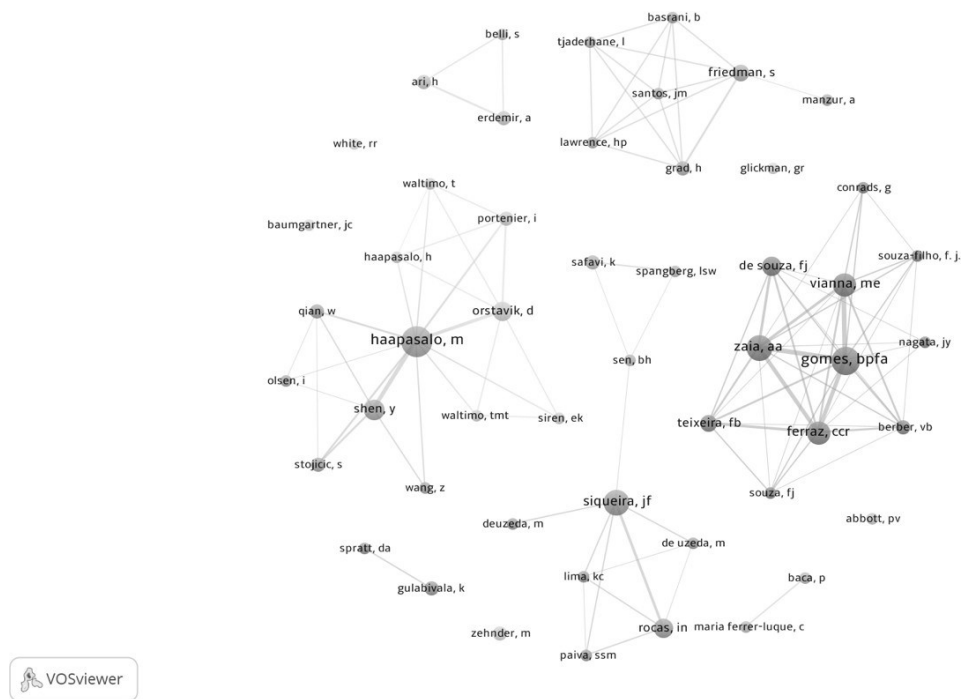 basrani, b
belli, s
tjaderhane, l
friedman, s
ari, h
santos, jm
manzur, a
erdemir, a
white, rr
lawrence, hp
grad, h
glickman, gr
waltimo, t
conrads, g
portenier, i
baumgartner, jc
haapasalo, h
safavi, k
spangberg, lsw
de souza, fj
souza-filho, f. j.
vianna, me
qian, w
orstavik, d
haapasalo, m
zaia, aa
nagata, jy
gomes, bpfa
sen, bh
olsen, i
shen, y
waltimo, tmt
siren, ek
teixeira, fb
ferraz, ccr
berber, vb
stojicic, s
wang, z
souza, fj
siqueira, jf
deuzeda, m
abbott, pv
de uzeda, m
spratt, da
lima, kc
baca, p
gulabivala, k
zehnder, m
rocas, in
maria ferrer-luque, c
paiva, ssm
VOSviewer